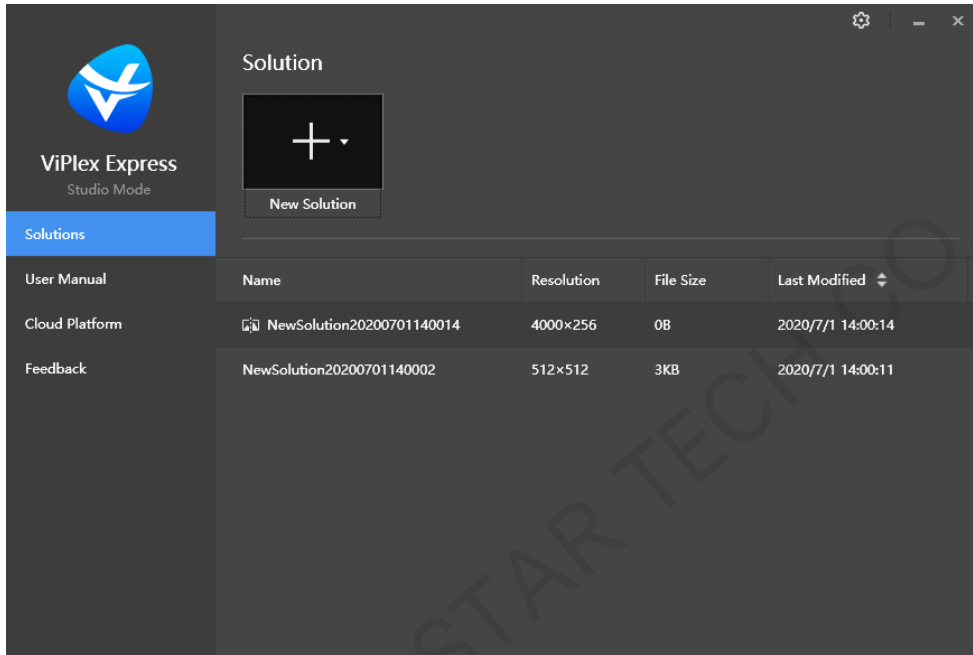 Solution
ViPlex Express
Studio Mode
New Solution
Solutions
User Manual
Cloud Platform
Feedback
Name Resolution File Size Last Modified
NewSolution20200701140014 4000×256 0B 2020/7/1 14:00:14
NewSolution20200701140002 512×512 3KB 2020/7/1 14:00:11
STAR TECH CO